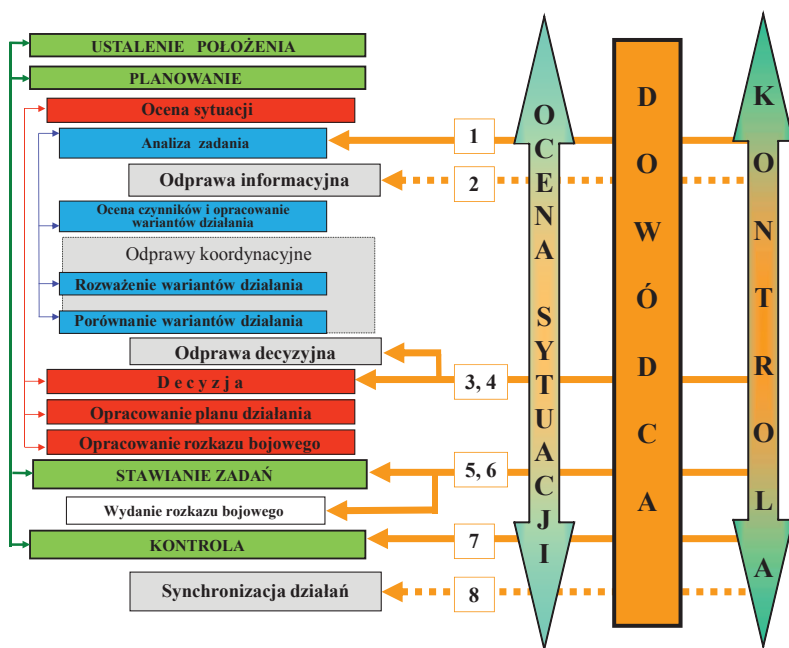 USTALENIE POŁOŻENIA
PLANOWANIE
Ocena sytuacji
Analiza zadania
1
Odprawa informacyjna
2
Ocena czynników i opracowanie
wariantów działania
Odprawy koordynacyjne
Rozważenie wariantów działania
Porównanie wariantów działania
Odprawa decyzyjna
Decyzja
3, 4
Opracowanie planu działania
Opracowanie rozkazu bojowego
STAWIANIE ZADAŃ
5, 6
Wydanie rozkazu bojowego
KONTROLA
7
Synchronizacja działań
8
OCENA SYTUACJI
DOWÓDCA
KONTROLA